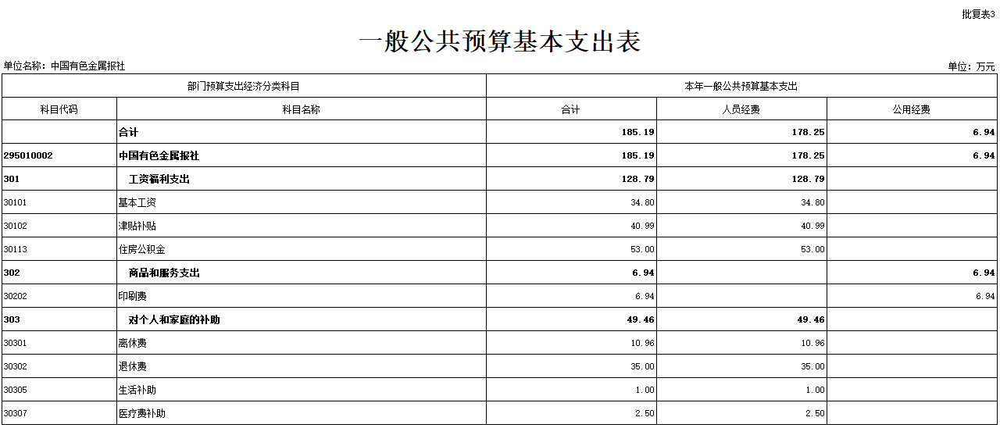 批复表3
一般公共预算基本支出表
单位名称：中国有色金属报社 单位：万元
部门预算支出经济分类科目 本年一般公共预算基本支出
科目代码 科目名称 合计 人员经费 公用经费
合计 185.19 178.25 6.94
295010002 中国有色金属报社 185.19 178.25 6.94
301 工资福利支出 128.79 128.79
30101 基本工资 34.80 34.80
30102 津贴补贴 40.99 40.99
30113 住房公积金 53.00 53.00
302 商品和服务支出 6.94 6.94
30202 印刷费 6.94 6.94
303 对个人和家庭的补助 49.46 49.46
30301 离休费 10.96 10.96
30302 退休费 35.00 35.00
30305 生活补助 1.00 1.00
30307 医疗费补助 2.50 2.50